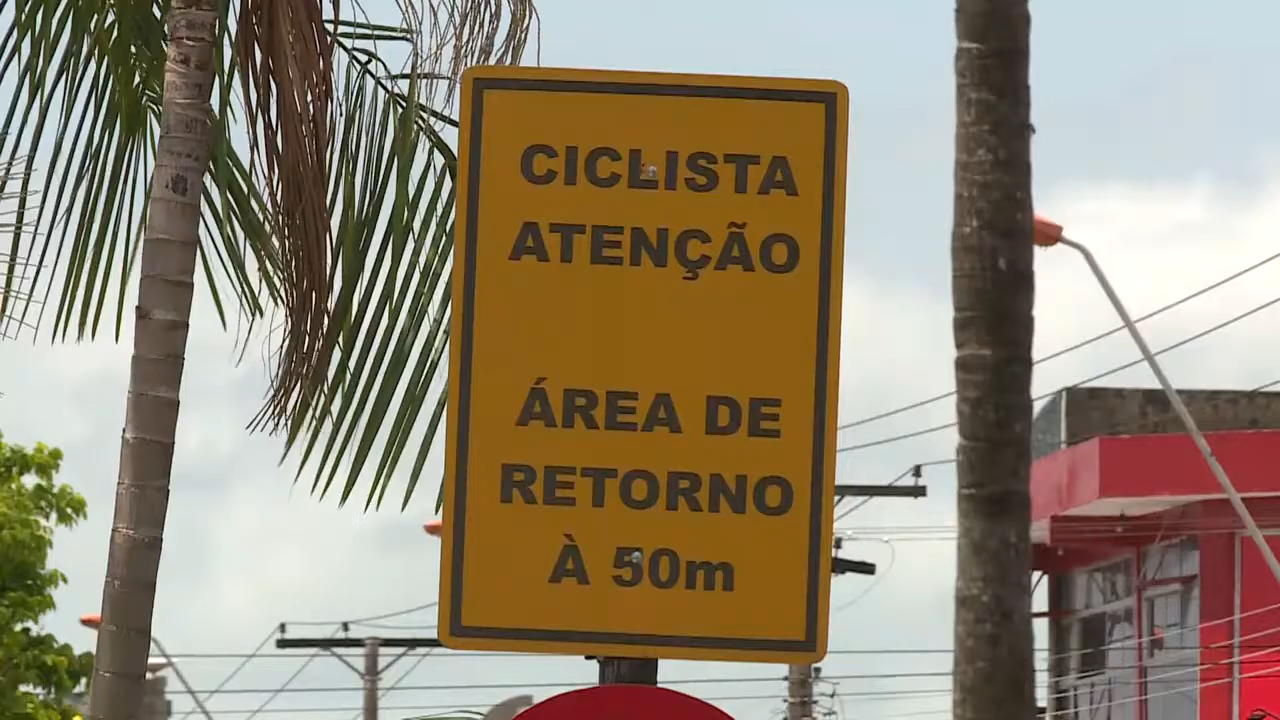 CICLISTA
ATENÇÃO
ÁREA DE
RETORNO
À 50m